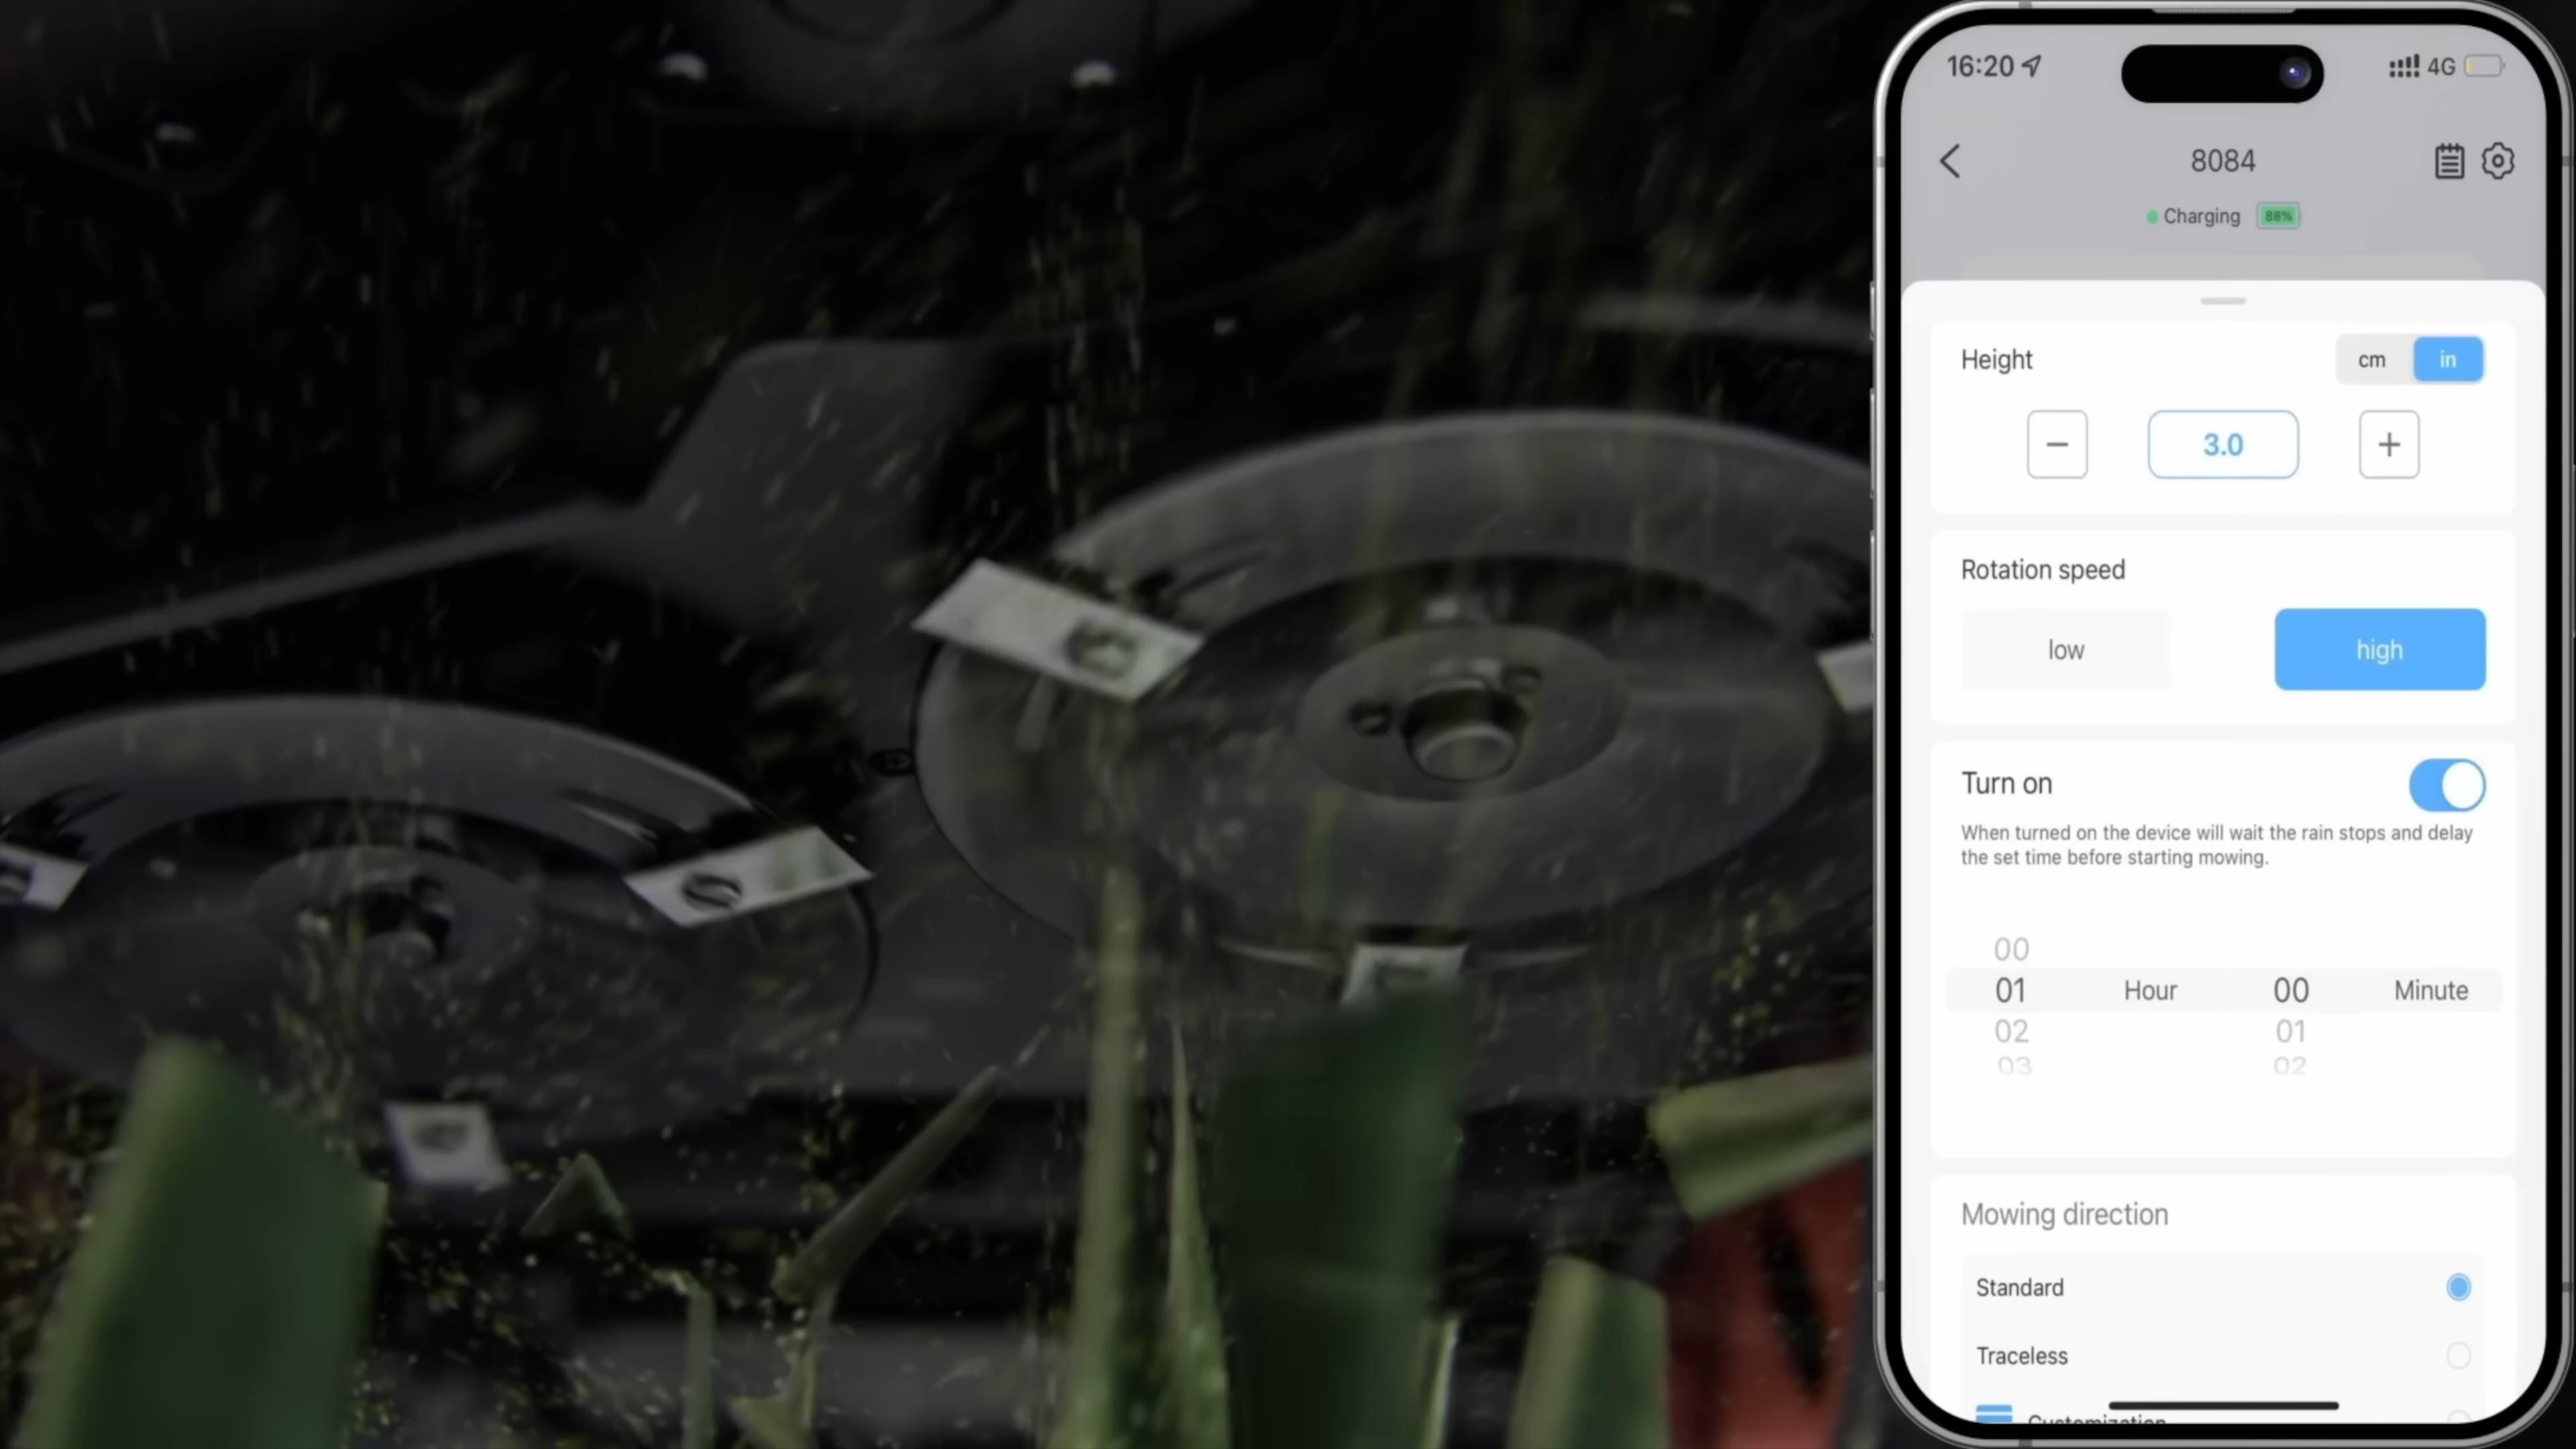 16:20 4G
8084
Charging 88%
Height cm in
3.0
Rotation speed
low high
Turn on
When turned on the device will wait the rain stops and delay
the set time before starting mowing.
00
01 Hour 00 Minute
02 01
03 02
Mowing direction
Standard
Traceless
Customization